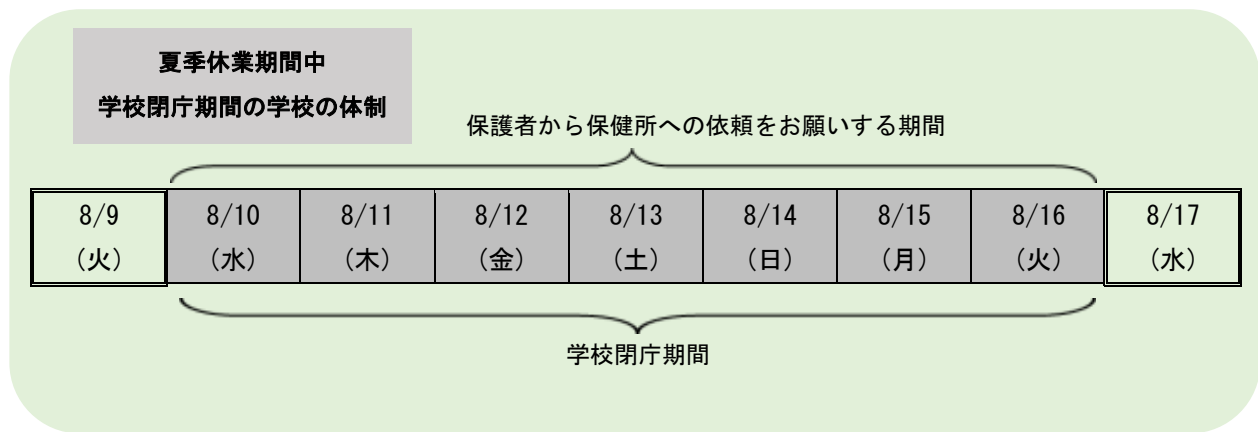 夏季休業期間中
学校閉庁期間の学校の体制
保護者から保健所への依頼をお願いする期間
8/9 8/10 8/11 8/12 8/13 8/14 8/15 8/16 8/17
（火） （水） （木） （金） （土） （日） （月） （火） （水）
学校閉庁期間